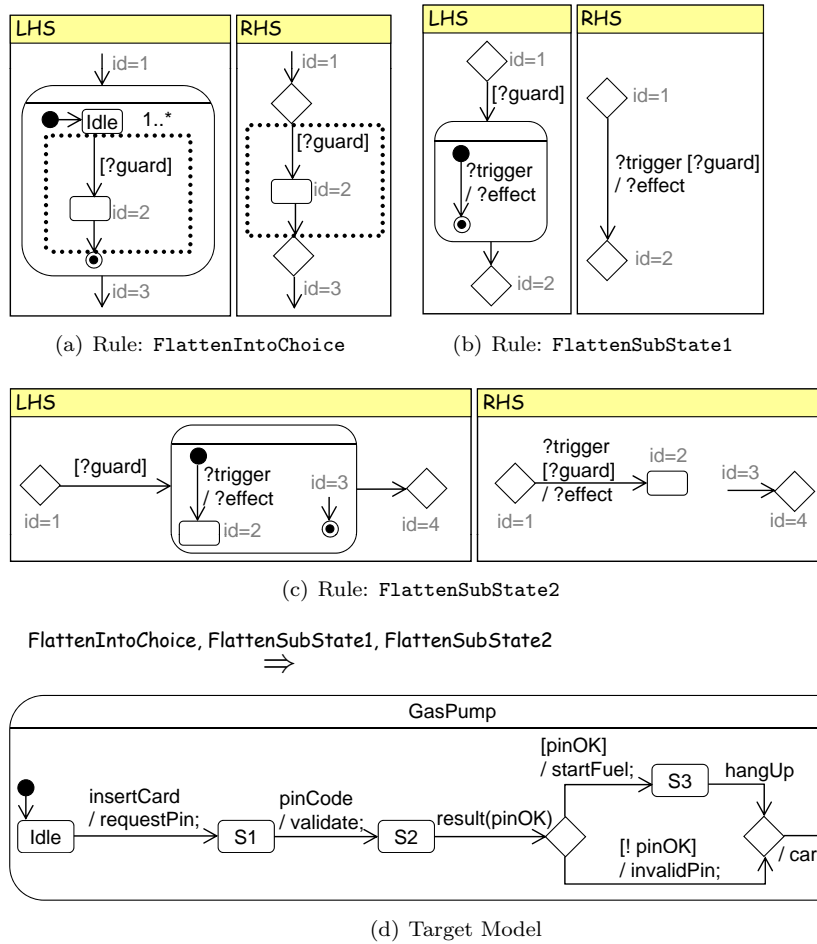 LHS
RHS
id=1
Idle
1..*
[?guard]
id=2
id=3
id=1
[?guard]
id=2
id=3
(a) Rule: FlattenIntoChoice
LHS
RHS
id=1
[?guard]
?trigger
/ ?effect
id=2
id=1
?trigger [?guard]
/ ?effect
id=2
(b) Rule: FlattenSubState1
LHS
RHS
[?guard]
id=1
?trigger
/ ?effect
id=2
id=3
id=4
?trigger
[?guard]
/ ?effect
id=1
id=2
id=3
id=4
(c) Rule: FlattenSubState2
FlattenIntoChoice, FlattenSubState1, FlattenSubState2
⇒
GasPump
Idle
insertCard
/ requestPin;
S1
pinCode
/ validate;
S2
result(pinOK)
[pinOK]
/ startFuel;
S3
hangUp
[! pinOK]
/ invalidPin;
/ car
(d) Target Model